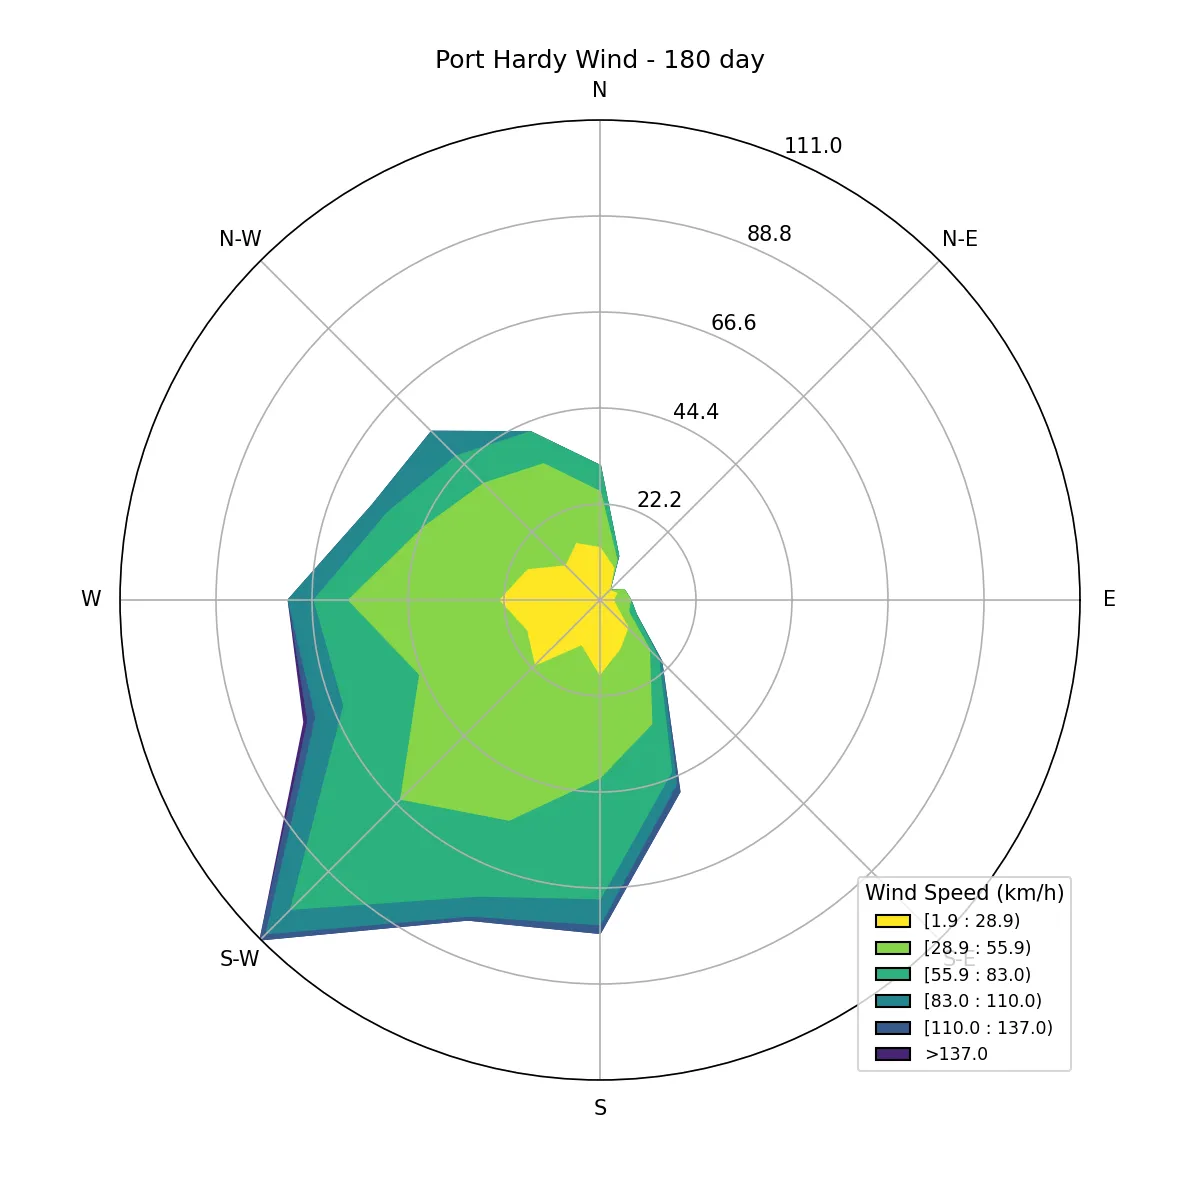 Port Hardy Wind - 180 day
N
111.0
88.8
N-W
N-E
66.6
44.4
22.2
W
E
Wind Speed (km/h)
[1.9 : 28.9)
[28.9 : 55.9)
S-W
S-E
[55.9 : 83.0)
[83.0 : 110.0)
[110.0 : 137.0)
>137.0
S